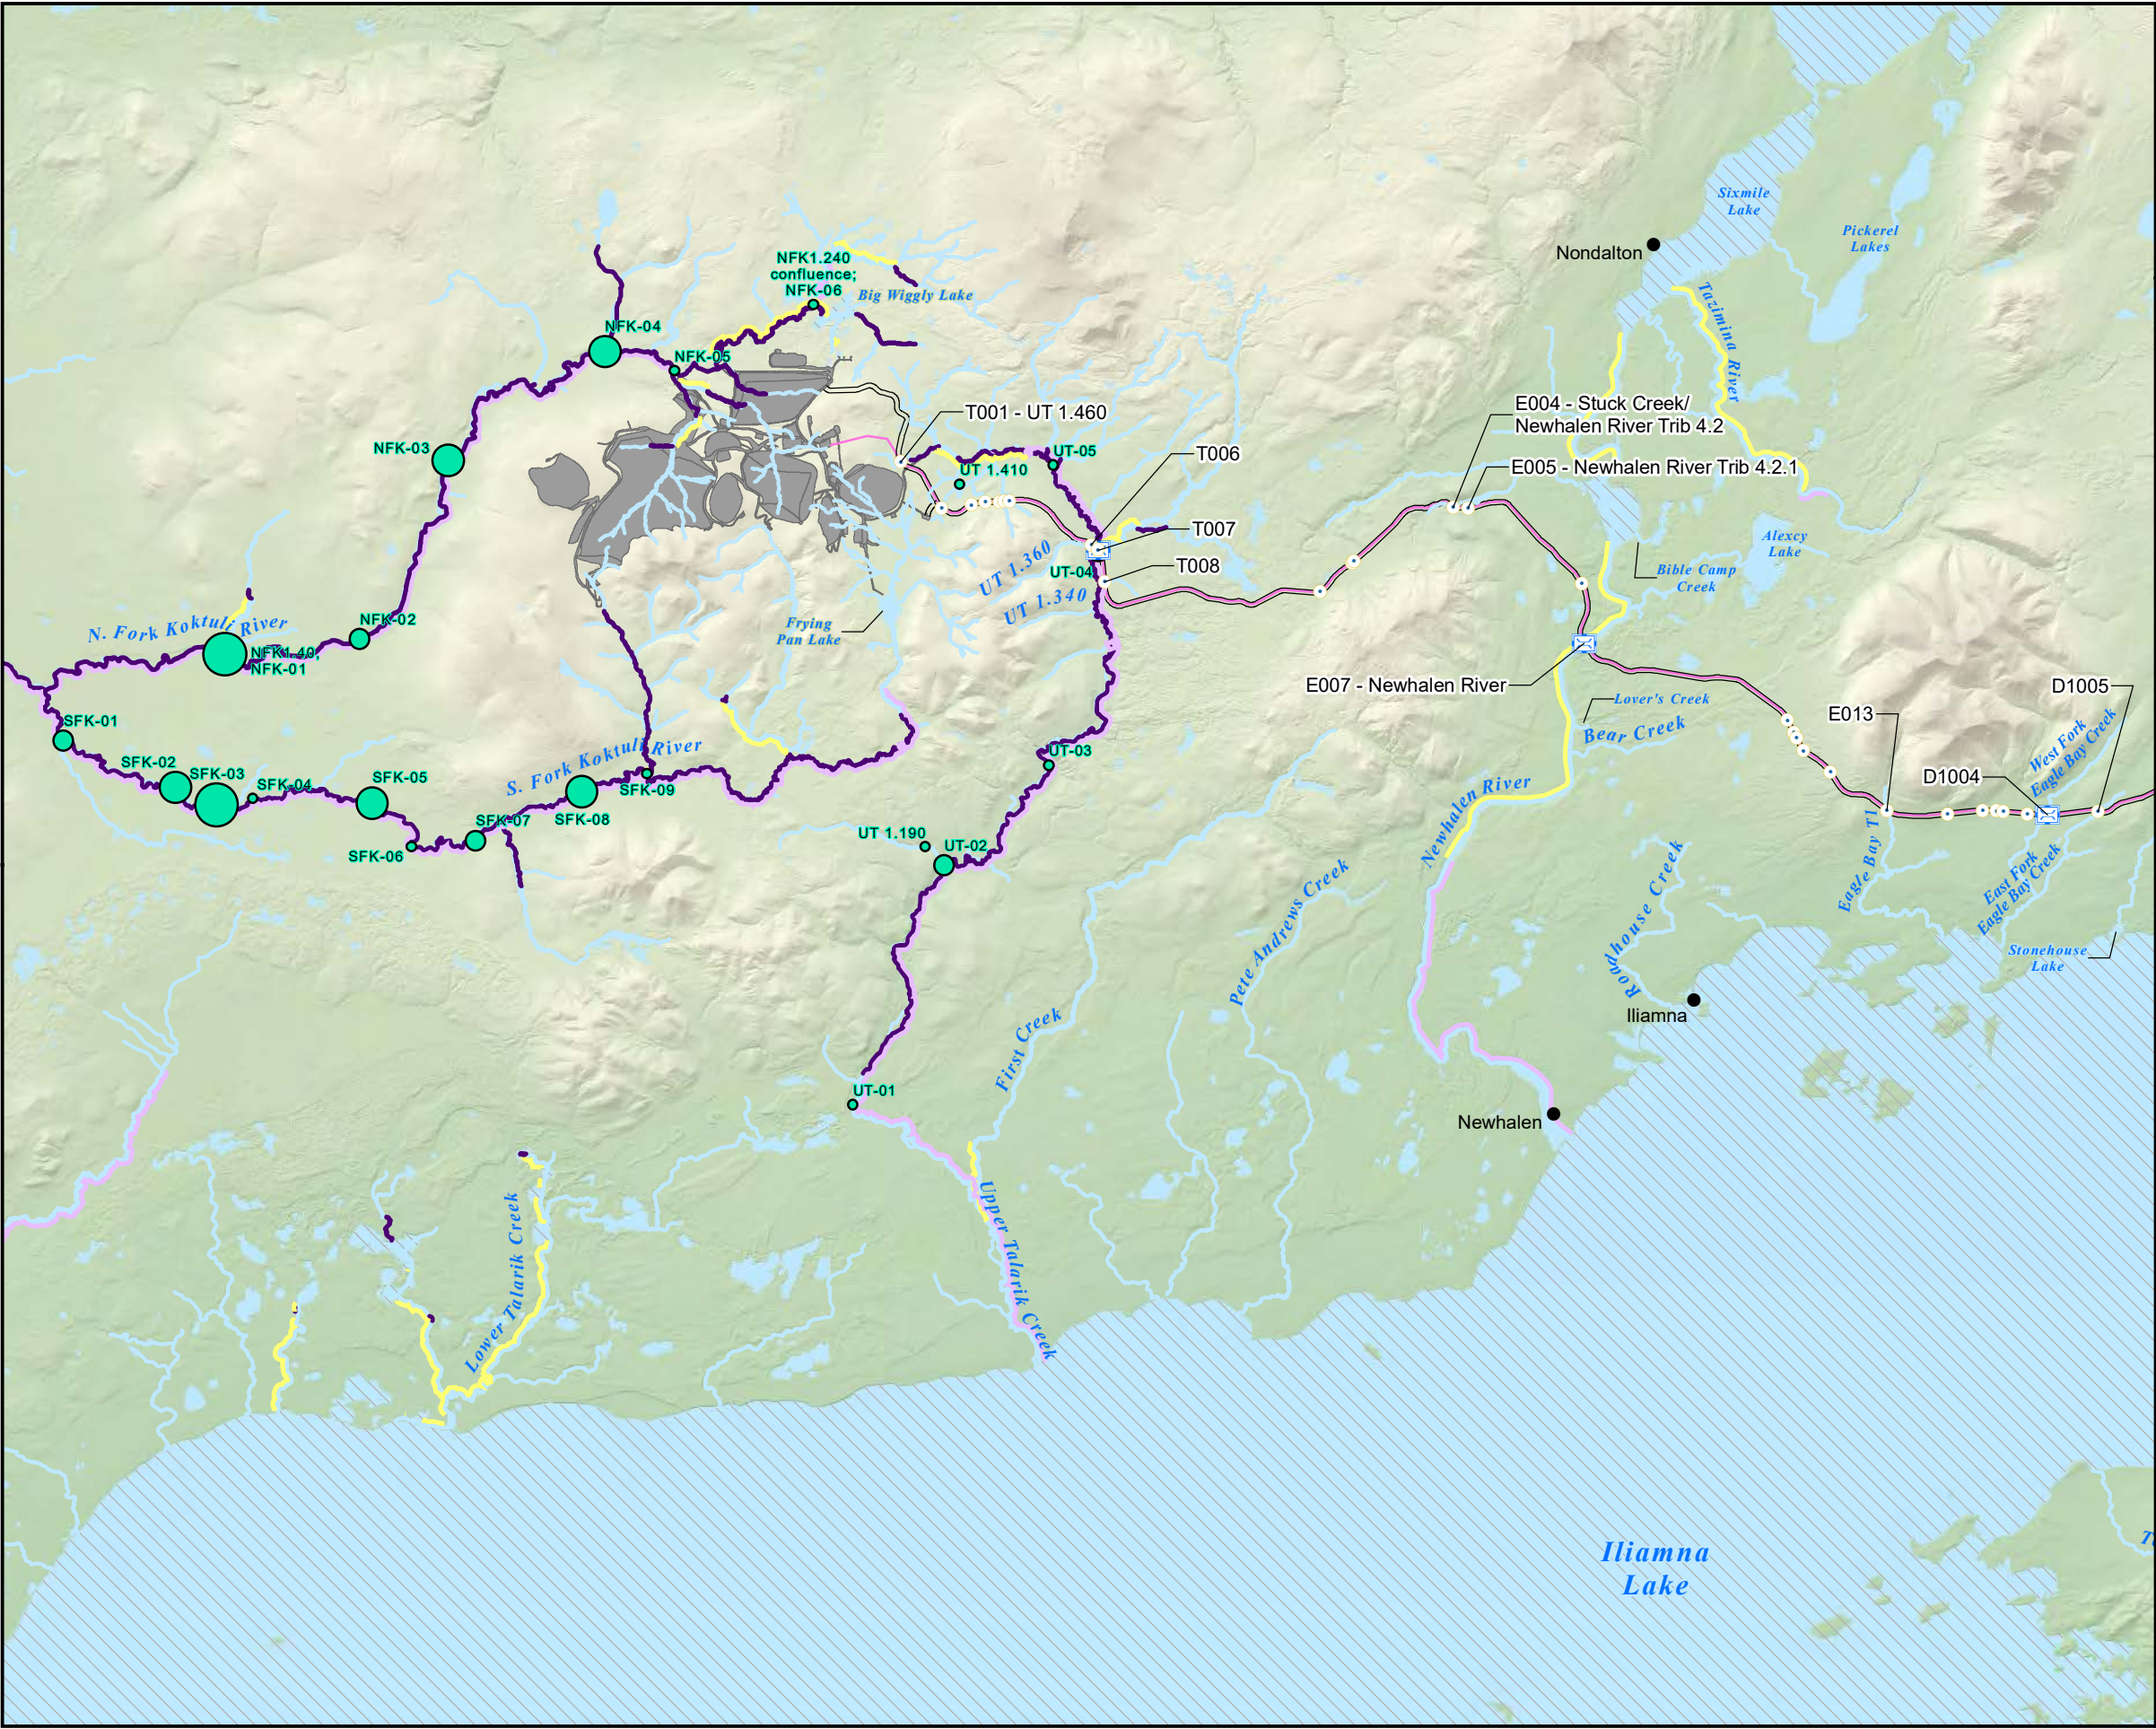 Sixmile
Lake
Pickerel
Lakes
Nondalton
NFK1.240
confluence;
NFK-06
Big Wiggly Lake
Tazimina River
NFK-04
NFK-05
T001 - UT 1.460
E004 - Stuck Creek/
Newhalen River Trib 4.2
NFK-03
UT-05
T006
E005 - Newhalen River Trib 4.2.1
UT 1.410
T007
Alexcy
Lake
UT 1.360
UT-04
T008
Bible Camp
Creek
UT 1.340
N. Fork Koktuli River
NFK-02
Frying
Pan Lake
NFK1.40,
NFK-01
E007 - Newhalen River
D1005
Lover's Creek
E013
Bear Creek
SFK-01
West Fork
Eagle Bay Creek
S. Fork Koktuli River
UT-03
SFK-02
SFK-03
SFK-04
SFK-05
D1004
SFK-09
Newhalen River
SFK-08
SFK-07
SFK-06
UT 1.190
UT-02
Eagle Bay T1
East Fork
Eagle Bay Creek
Pete Andrews Creek
Roadhouse Creek
Stonehouse
Lake
Iliamna
First Creek
UT-01
Newhalen
Lower Talarik Creek
Upper Talarik Creek
Iliamna
Lake